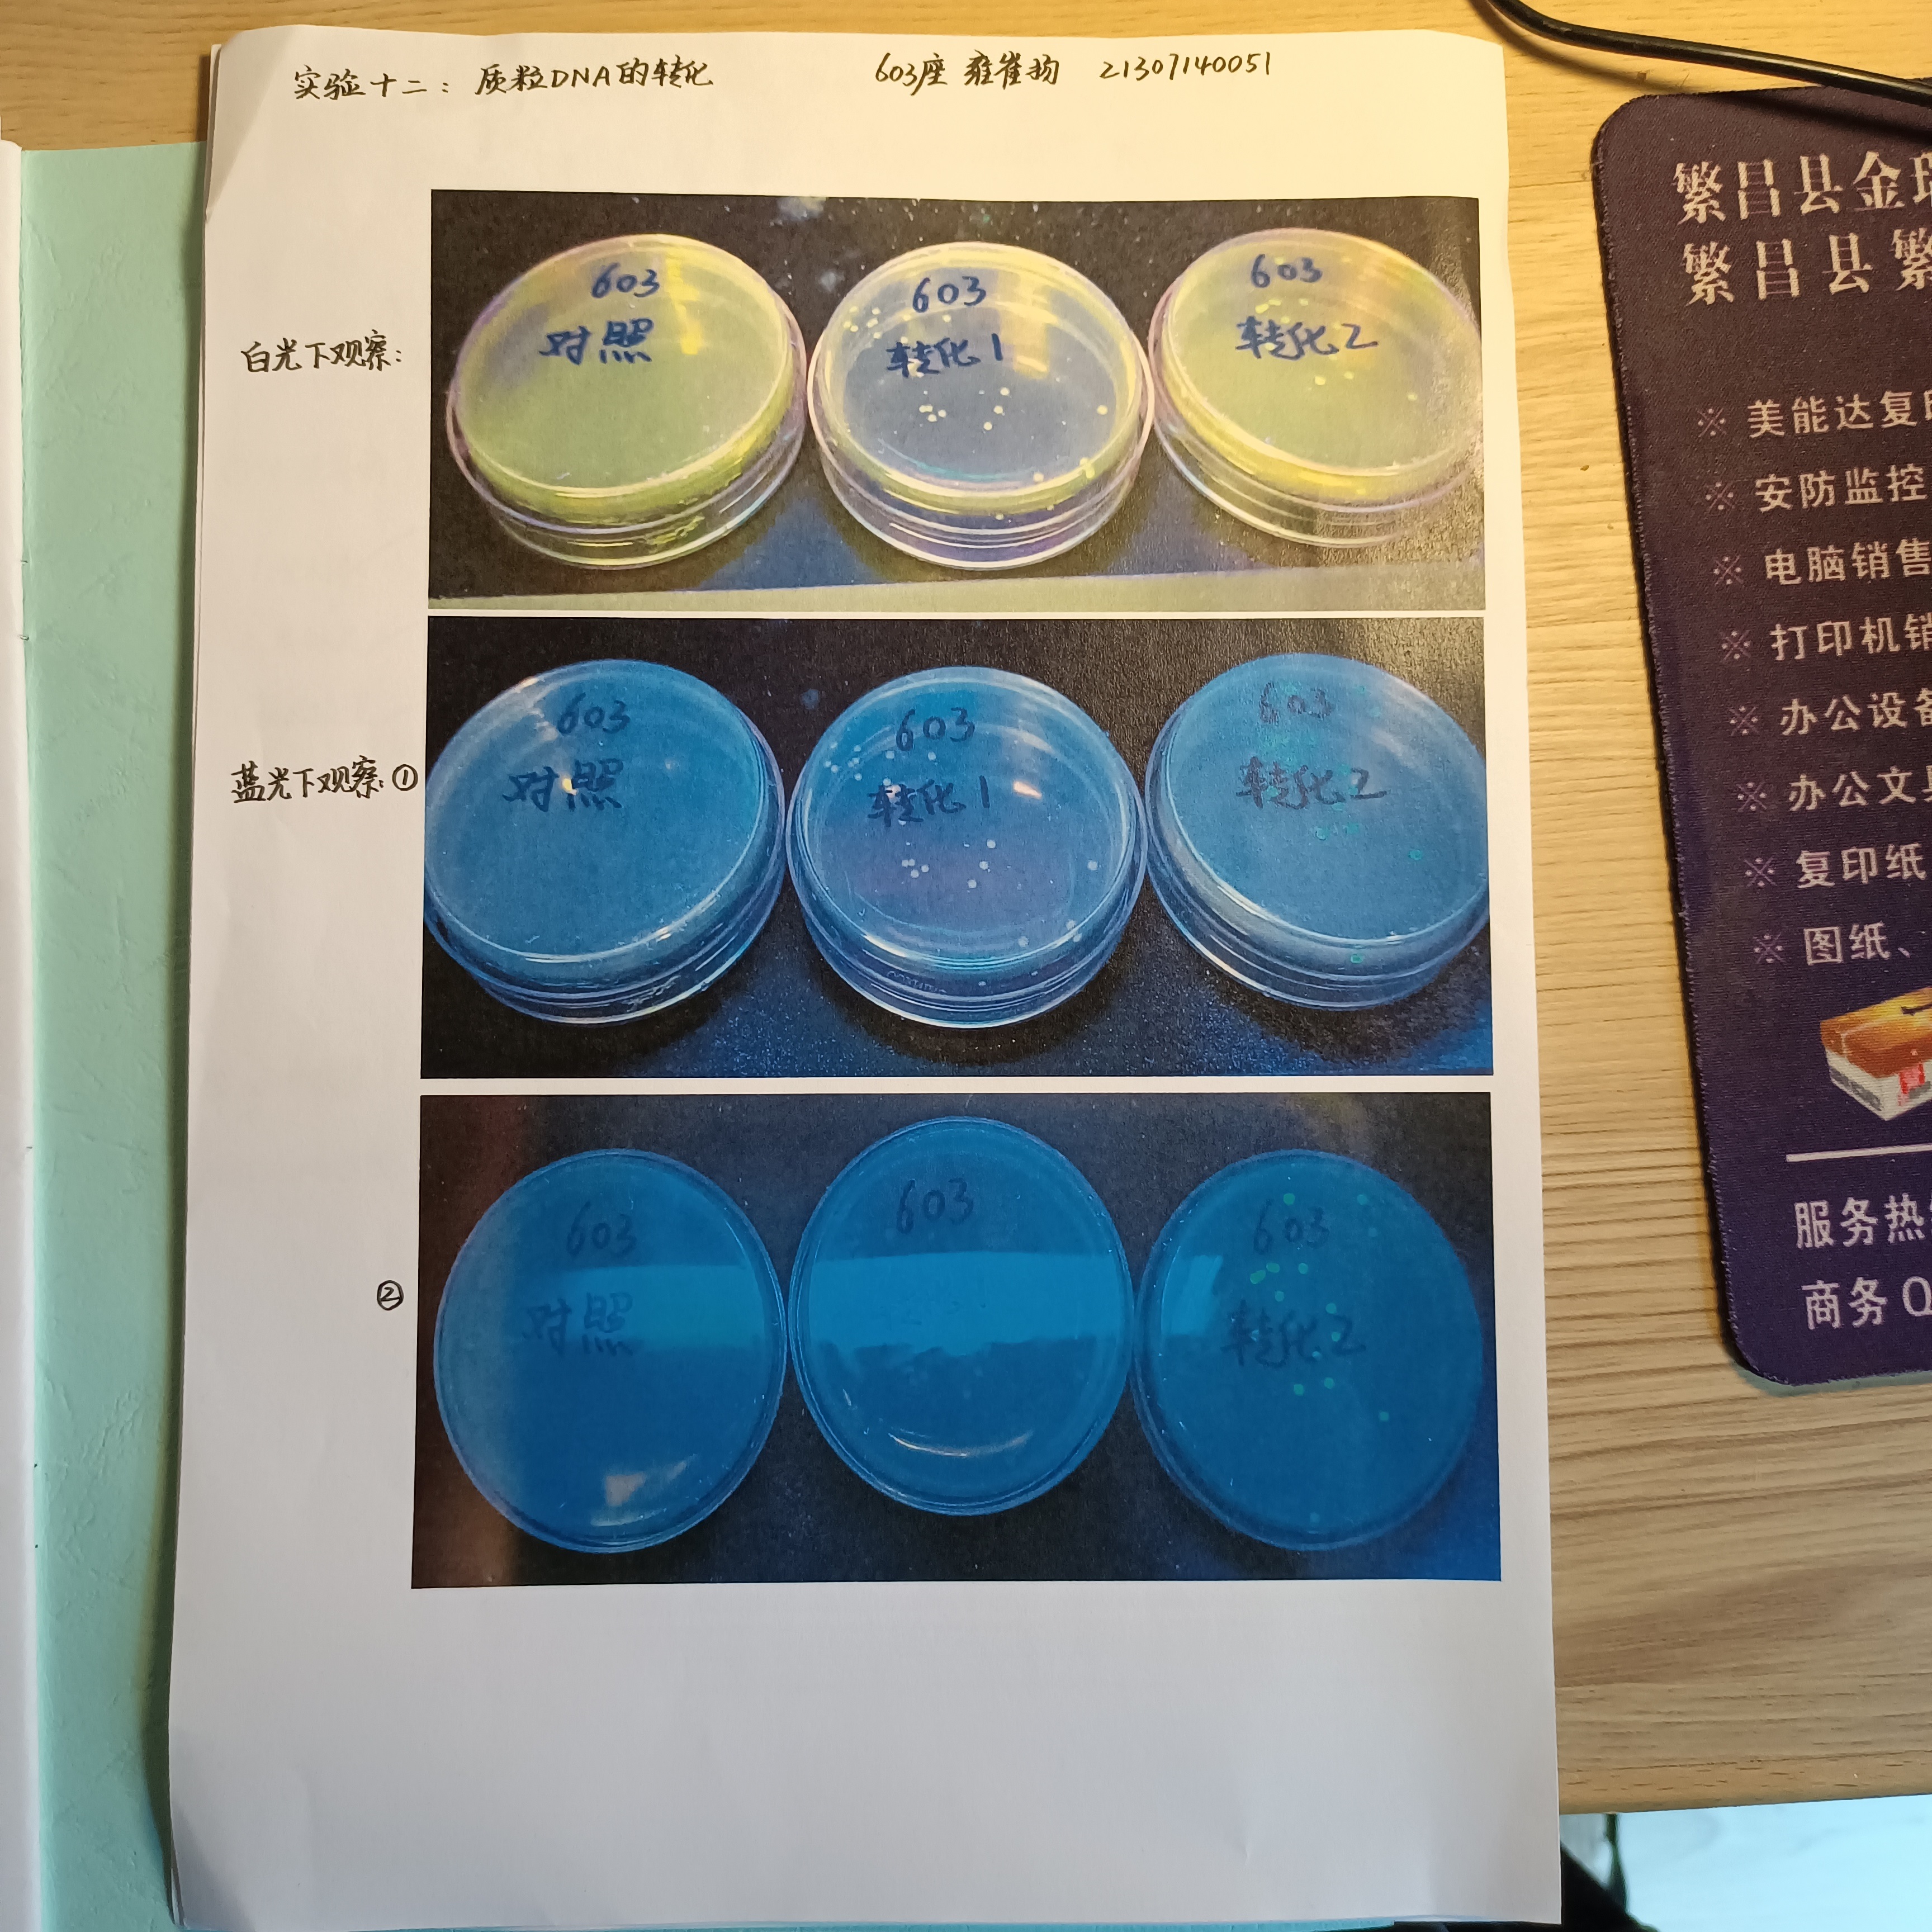 实验十二：质粒DNA的转化 603座 雍崔扬 21307140051
白光下观察：
603
对照
603
转化1
603
转化2
蓝光下观察：①
603
对照
603
转化1
603
转化2
②
603
对照
603
603
转化2
繁昌县金
繁昌县繁
※ 美能达复印
※ 安防监控
※ 电脑销售
※ 打印机销
※ 办公设备
※ 办公文具
※ 复印纸
※ 图纸、
服务热
商务Q